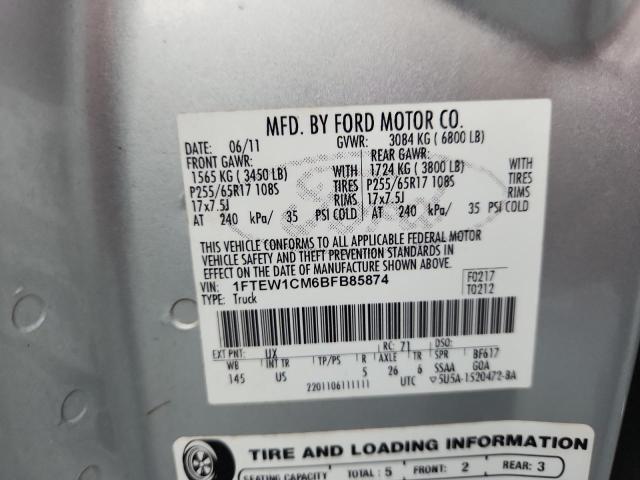 MFD. BY FORD MOTOR CO.
DATE: 06/11 GVWR: 3084 KG ( 6800 LB)
FRONT GAWR: REAR GAWR:
1565 KG ( 3450 LB) WITH 1724 KG ( 3800 LB) WITH
P255/65R17 108S TIRES P255/65R17 108S TIRES
17x7.5J RIMS 17x7.5J RIMS
AT 240 kPa/ 35 PSI COLD AT 240 kPa/ 35 PSI COLD
THIS VEHICLE CONFORMS TO ALL APPLICABLE FEDERAL MOTOR
VEHICLE SAFETY AND THEFT PREVENTION STANDARDS IN
EFFECT ON THE DATE OF MANUFACTURE SHOWN ABOVE.
VIN: 1FTEW1CM6BFB85874 F0217
TYPE: Truck T0212
EXT PNT: UX RC: 71 DSO:
WB INT TR TP/PS R AXLE TR SPR BF617
145 US 5 26 6 SSAA GOA
2201106111111 UTC ▽5U5A-1520472-BA
TIRE AND LOADING INFORMATION
SEATING CAPACITY TOTAL : 5 FRONT: 2 REAR: 3